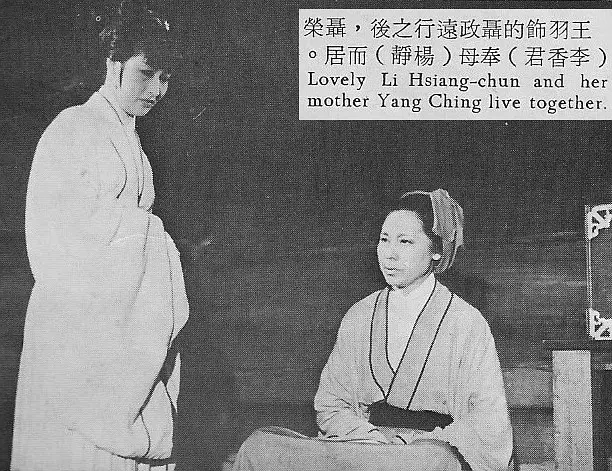 王羽飾的聶政遠行之後，聶榮
（李香君）奉母（楊靜）而居。
Lovely Li Hsiang-chun and her
mother Yang Ching live together.